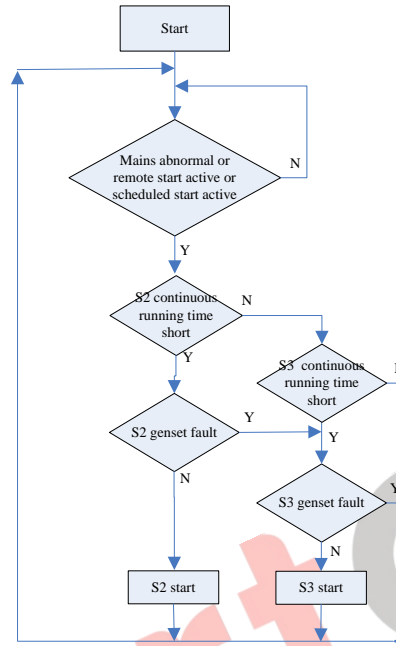 Start
Mains abnormal or
remote start active or
scheduled start active
N
Y
S2 continuous
running time
short
N
Y
S3 continuous
running time
short
Y
S2 genset fault
Y
N
S3 genset fault
Y
N
S2 start
S3 start